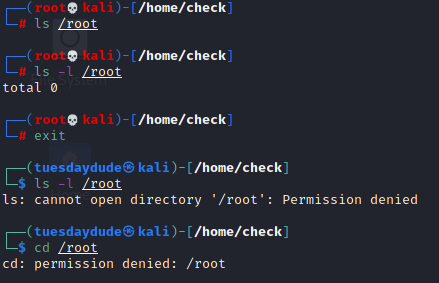 ┌──(root💀kali)-[/home/check]
└─# ls /root
┌──(root💀kali)-[/home/check]
└─# ls -l /root
total 0
┌──(root💀kali)-[/home/check]
└─# exit
┌──(tuesdaydude㉿kali)-[/home/check]
└─$ ls -l /root
ls: cannot open directory '/root': Permission denied
┌──(tuesdaydude㉿kali)-[/home/check]
└─$ cd /root
cd: permission denied: /root